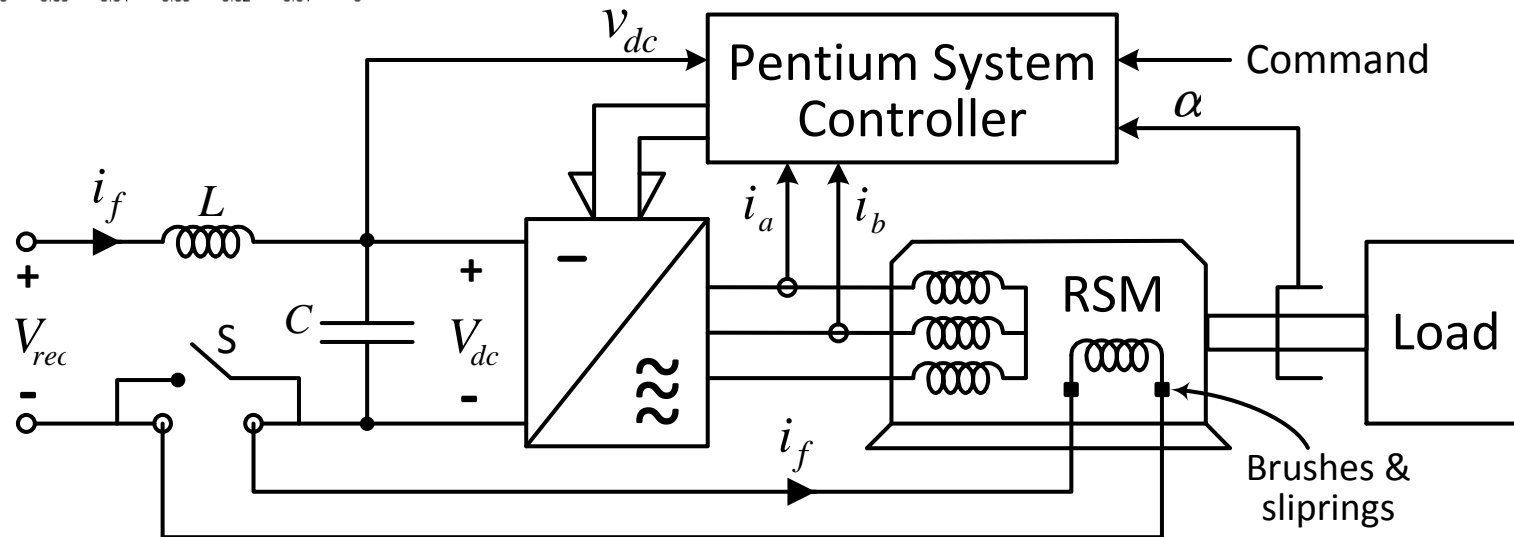 v_dc
Pentium System
Controller
Command
α
i_f
L
i_a
i_b
+
−
+
V_rec
S
C
V_dc
-
-
≈
RSM
Load
i_f
Brushes &
sliprings